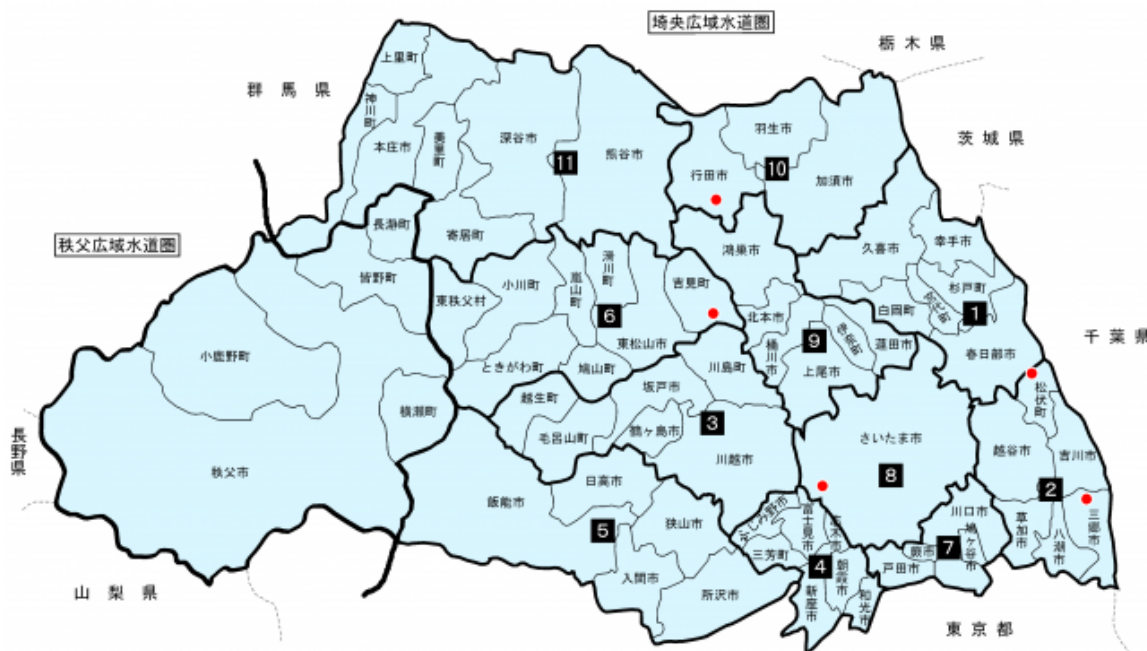 埼央広域水道圏
栃木県
群馬県
上里町
神川町
本庄市
美里町
深谷市
熊谷市
11
羽生市
行田市
10
加須市
茨城県
秩父広域水道圏
長瀞町
皆野町
寄居町
鴻巣市
久喜市
幸手市
杉戸町
宮代町
1
白岡町
春日部市
千葉県
東秩父村
小川町
嵐山町
滑川町
吉見町
6
東松山市
ときがわ町
鳩山町
北本市
桶川市
9
伊奈町
蓮田市
上尾市
小鹿野町
横瀬町
秩父市
長野県
越生町
毛呂山町
坂戸市
川島町
鶴ヶ島市
3
川越市
さいたま市
8
松伏町
越谷市
吉川市
2
三郷市
草加市
八潮市
飯能市
日高市
5
狭山市
入間市
所沢市
ふじみ野市
富士見市
志木市
三芳町
4
朝霞市
新座市
和光市
川口市
鳩ヶ谷市
7
蕨市
戸田市
山梨県
東京都